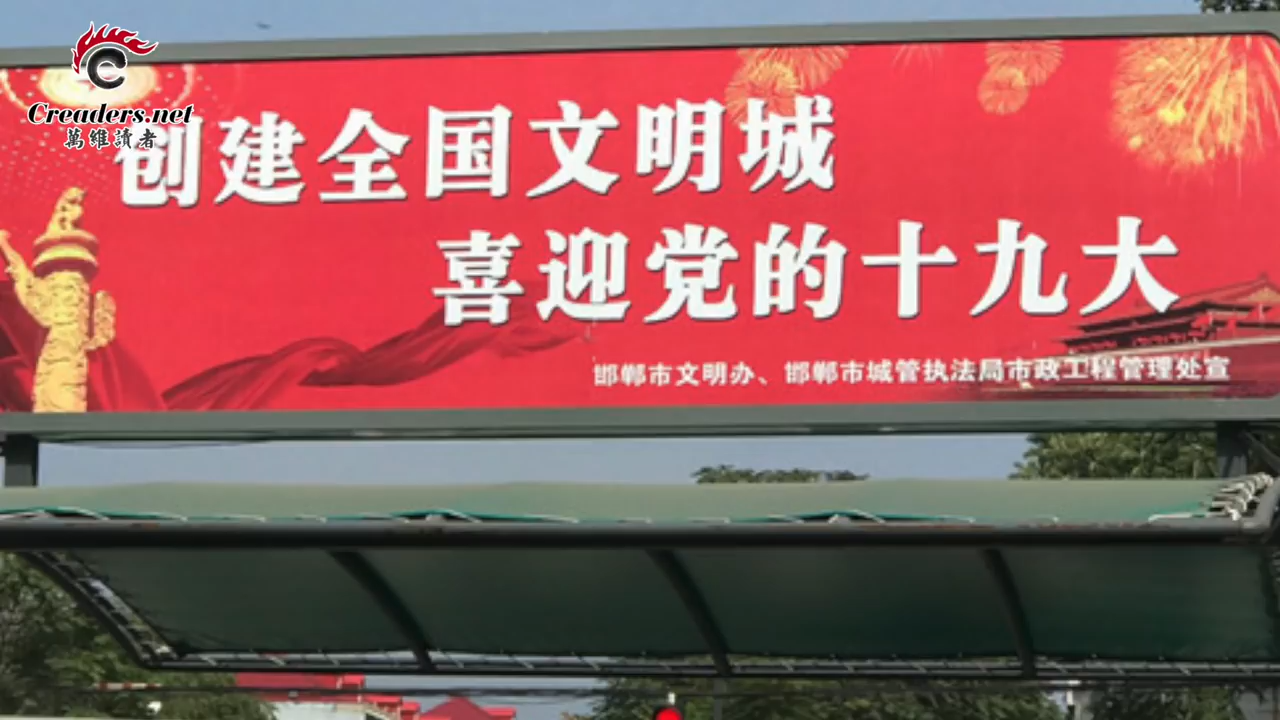 Creaders.net
萬維讀者
创建全国文明城
喜迎党的十九大
邯郸市文明办、邯郸市城管执法局市政工程管理处宣